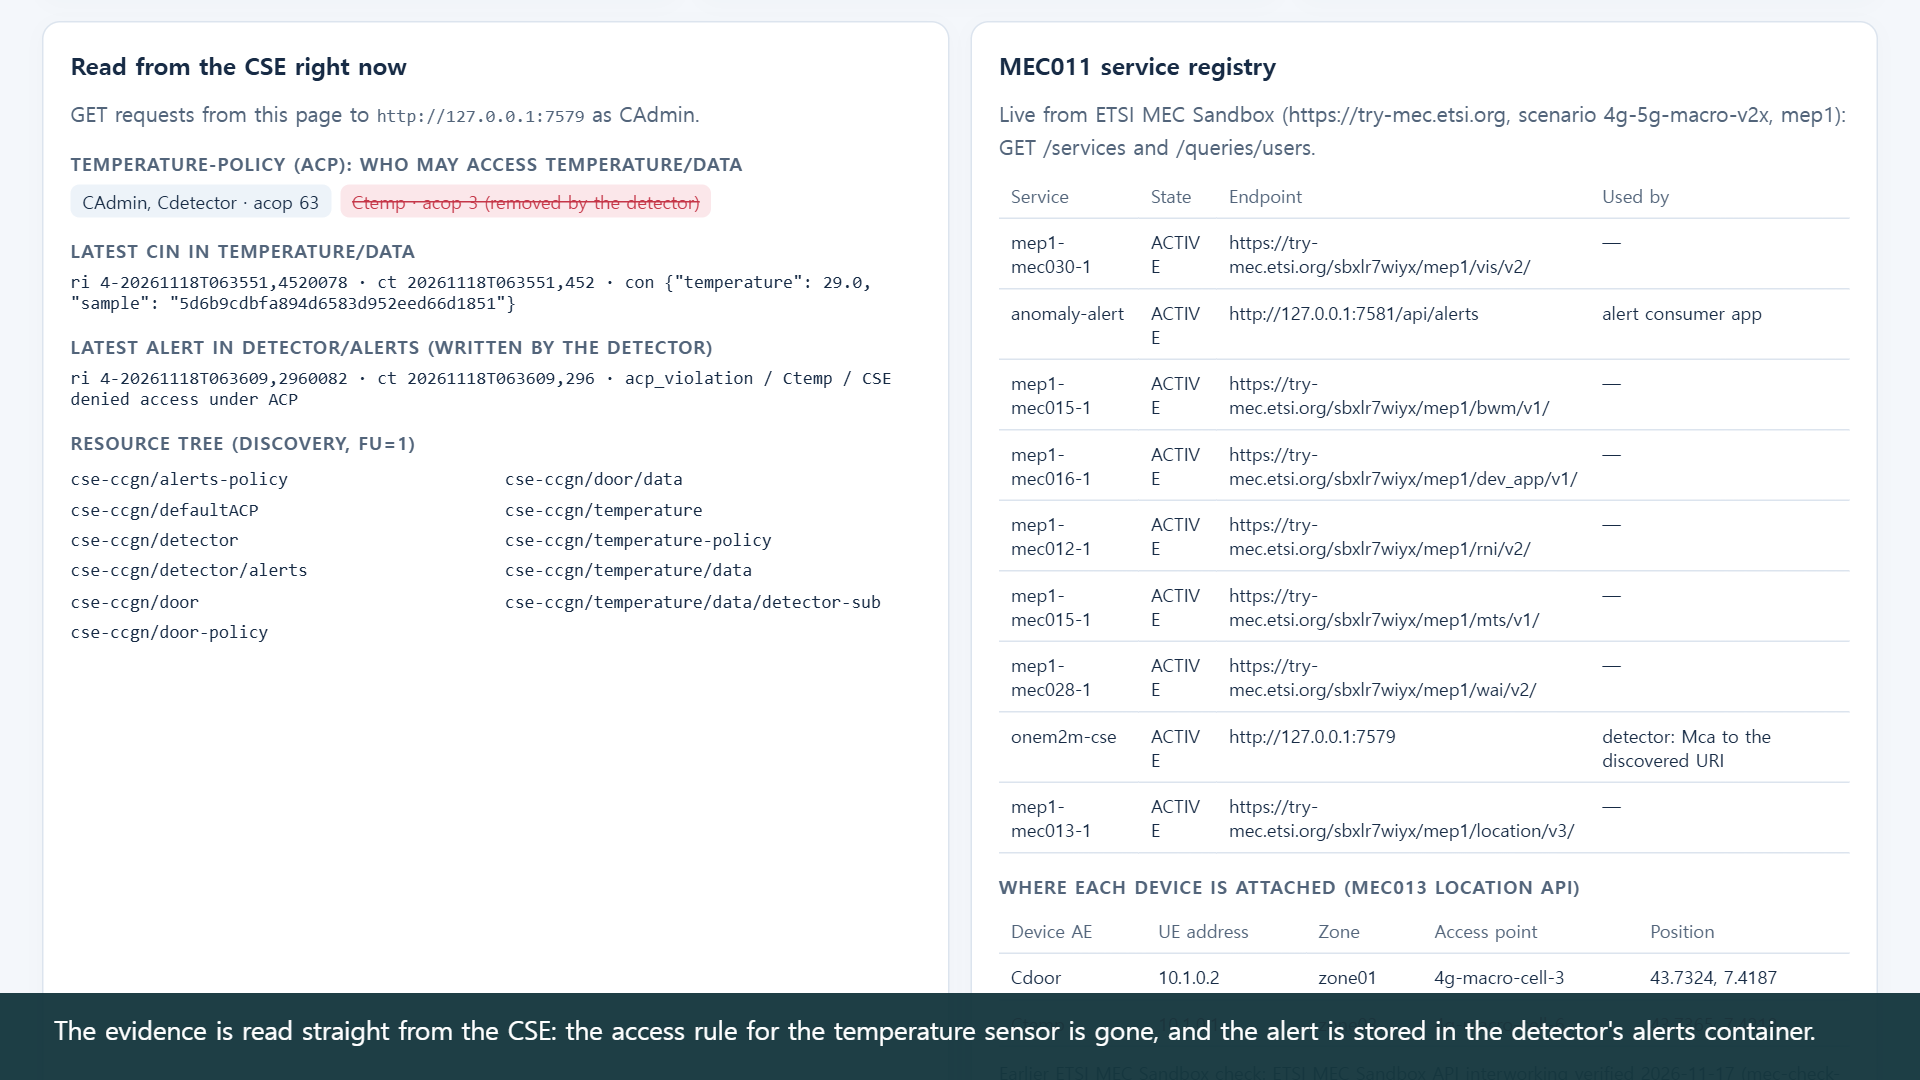 Read from the CSE right now
GET requests from this page to http://127.0.0.1:7579 as CAdmin.
TEMPERATURE-POLICY (ACP): WHO MAY ACCESS TEMPERATURE/DATA
CAdmin, Cdetector · acop 63
Ctemp · acop 3 (removed by the detector)
LATEST CIN IN TEMPERATURE/DATA
ri 4-20261118T063551,4520078 · ct 20261118T063551,452 · con {"temperature": 29.0,
"sample": "5d6b9cdbfa894d6583d952eed66d1851"}
LATEST ALERT IN DETECTOR/ALERTS (WRITTEN BY THE DETECTOR)
ri 4-20261118T063609,2960082 · ct 20261118T063609,296 · acp_violation / Ctemp / CSE
denied access under ACP
RESOURCE TREE (DISCOVERY, FU=1)
cse-ccgn/alerts-policy
cse-ccgn/defaultACP
cse-ccgn/detector
cse-ccgn/detector/alerts
cse-ccgn/door
cse-ccgn/door-policy
cse-ccgn/door/data
cse-ccgn/temperature
cse-ccgn/temperature-policy
cse-ccgn/temperature/data
cse-ccgn/temperature/data/detector-sub
MEC011 service registry
Live from ETSI MEC Sandbox (https://try-mec.etsi.org, scenario 4g-5g-macro-v2x, mep1):
GET /services and /queries/users.
Service State Endpoint Used by
mep1- ACTIV https://try- —
mec030-1 E mec.etsi.org/sbxlr7wiyx/mep1/vis/v2/
anomaly-alert ACTIV http://127.0.0.1:7581/api/alerts alert consumer app
E
mep1- ACTIV https://try- —
mec015-1 E mec.etsi.org/sbxlr7wiyx/mep1/bwm/v1/
mep1- ACTIV https://try- —
mec016-1 E mec.etsi.org/sbxlr7wiyx/mep1/dev_app/v1/
mep1- ACTIV https://try- —
mec012-1 E mec.etsi.org/sbxlr7wiyx/mep1/rni/v2/
mep1- ACTIV https://try- —
mec015-1 E mec.etsi.org/sbxlr7wiyx/mep1/mts/v1/
mep1- ACTIV https://try- —
mec028-1 E mec.etsi.org/sbxlr7wiyx/mep1/wai/v2/
onem2m-cse ACTIV http://127.0.0.1:7579 detector: Mca to the
E discovered URI
mep1- ACTIV https://try- —
mec013-1 E mec.etsi.org/sbxlr7wiyx/mep1/location/v3/
WHERE EACH DEVICE IS ATTACHED (MEC013 LOCATION API)
Device AE UE address Zone Access point Position
Cdoor 10.1.0.2 zone01 4g-macro-cell-3 43.7324, 7.4187
The evidence is read straight from the CSE: the access rule for the temperature sensor is gone, and the alert is stored in the detector's alerts container.
Earlier ETSI MEC Sandbox check: ETSI MEC Sandbox API interworking verified 2026-11-17 (mec-check-